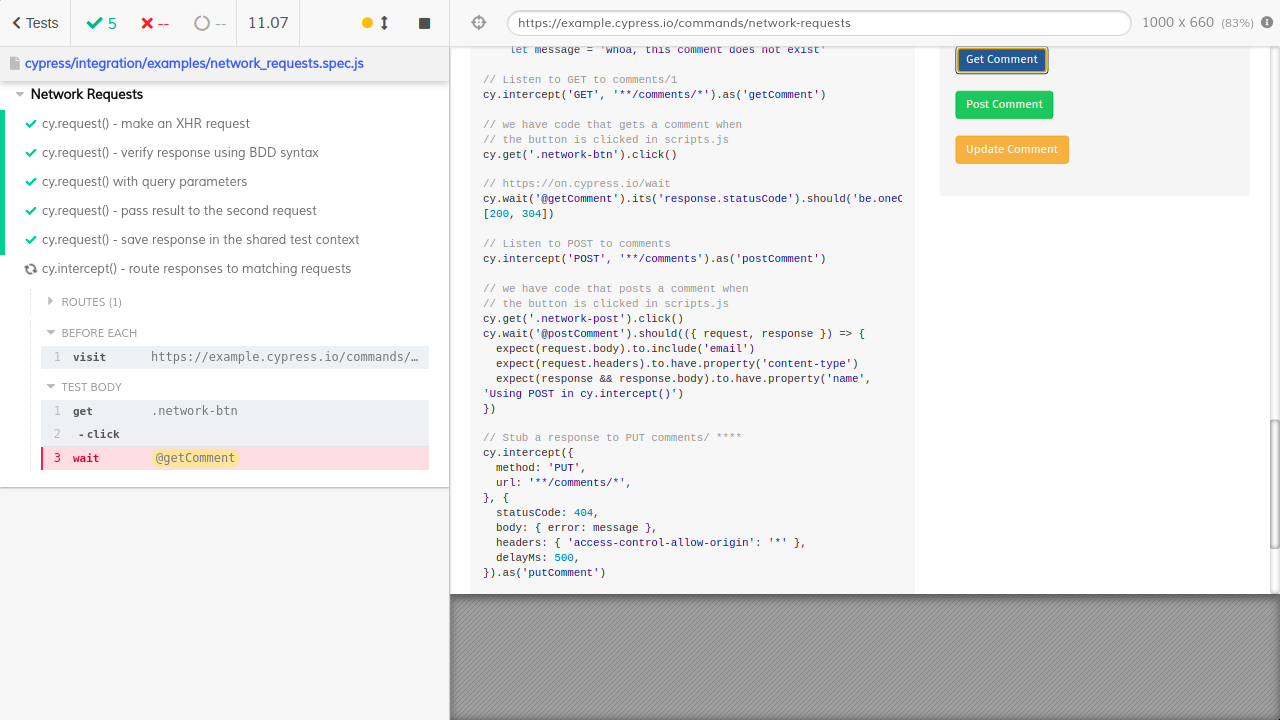 Tests
5
--
--
11.07
https://example.cypress.io/commands/network-requests
1000 x 660 (83%)
cypress/integration/examples/network_requests.spec.js
Network Requests
cy.request() - make an XHR request
cy.request() - verify response using BDD syntax
cy.request() with query parameters
cy.request() - pass result to the second request
cy.request() - save response in the shared test context
cy.intercept() - route responses to matching requests
ROUTES (1)
BEFORE EACH
1 visit https://example.cypress.io/commands/…
TEST BODY
1 get .network-btn
2 - click
3 wait @getComment
let message = 'whoa, this comment does not exist'
// Listen to GET to comments/1
cy.intercept('GET', '**/comments/*').as('getComment')
// we have code that gets a comment when
// the button is clicked in scripts.js
cy.get('.network-btn').click()
// https://on.cypress.io/wait
cy.wait('@getComment').its('response.statusCode').should('be.oneO
[200, 304])
// Listen to POST to comments
cy.intercept('POST', '**/comments').as('postComment')
// we have code that posts a comment when
// the button is clicked in scripts.js
cy.get('.network-post').click()
cy.wait('@postComment').should(({ request, response }) => {
expect(request.body).to.include('email')
expect(request.headers).to.have.property('content-type')
expect(response && response.body).to.have.property('name',
'Using POST in cy.intercept()')
})
// Stub a response to PUT comments/ ****
cy.intercept({
method: 'PUT',
url: '**/comments/*',
}, {
statusCode: 404,
body: { error: message },
headers: { 'access-control-allow-origin': '*' },
delayMs: 500,
}).as('putComment')
Get Comment
Post Comment
Update Comment